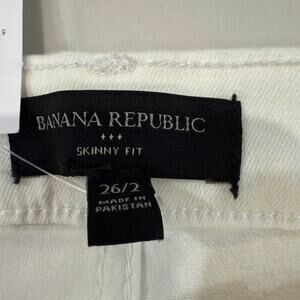 BANANA REPUBLIC
SKINNY FIT
26/2
MADE IN
PAKISTAN